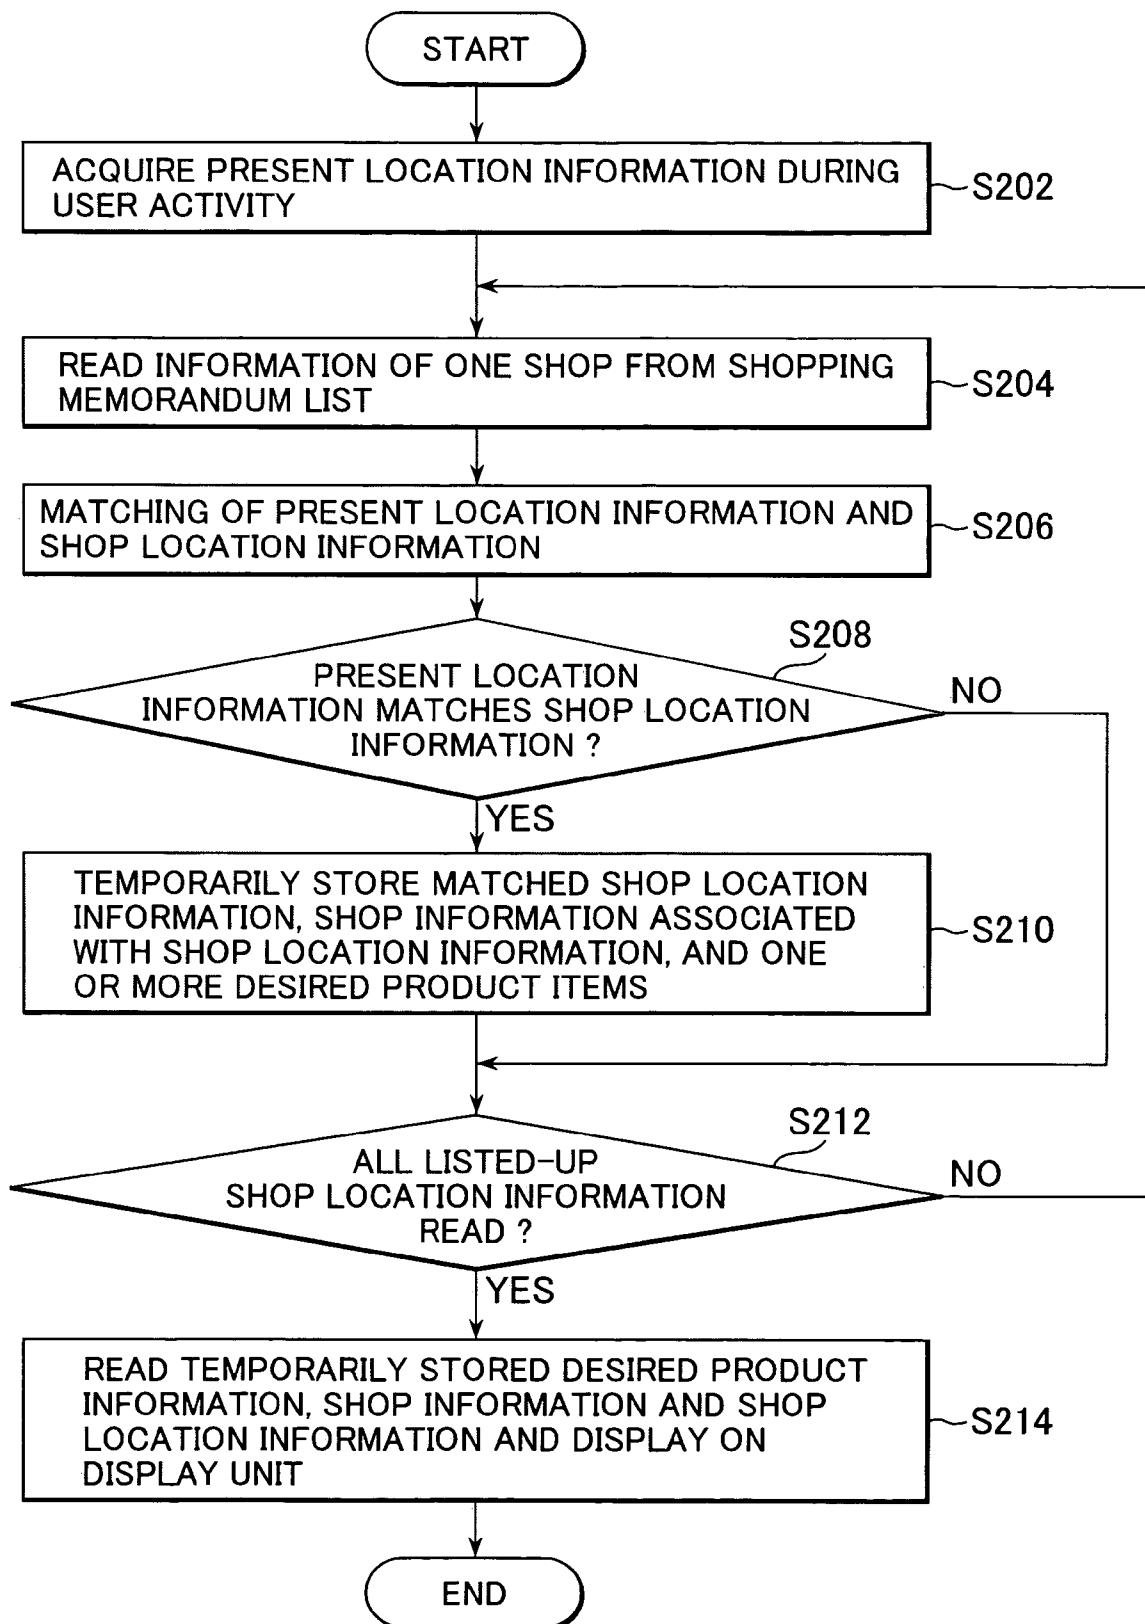 START
ACQUIRE PRESENT LOCATION INFORMATION DURING
USER ACTIVITY
S202
READ INFORMATION OF ONE SHOP FROM SHOPPING
MEMORANDUM LIST
S204
MATCHING OF PRESENT LOCATION INFORMATION AND
SHOP LOCATION INFORMATION
S206
S208
PRESENT LOCATION
INFORMATION MATCHES SHOP LOCATION
INFORMATION ?
NO
YES
TEMPORARILY STORE MATCHED SHOP LOCATION
INFORMATION, SHOP INFORMATION ASSOCIATED
WITH SHOP LOCATION INFORMATION, AND ONE
OR MORE DESIRED PRODUCT ITEMS
S210
S212
ALL LISTED-UP
SHOP LOCATION INFORMATION
READ ?
NO
YES
READ TEMPORARILY STORED DESIRED PRODUCT
INFORMATION, SHOP INFORMATION AND SHOP
LOCATION INFORMATION AND DISPLAY ON
DISPLAY UNIT
S214
END